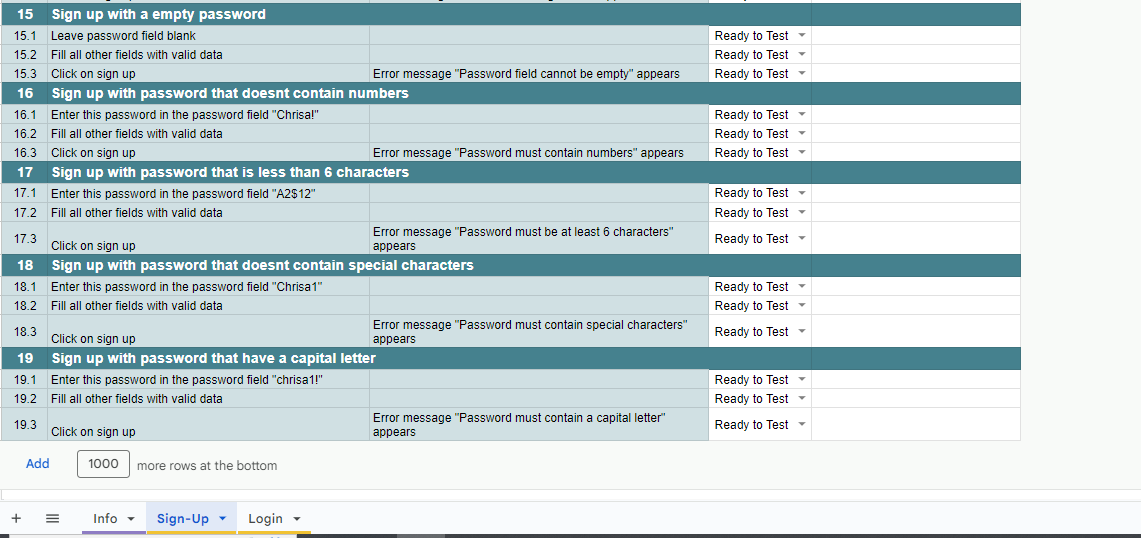 15 Sign up with a empty password
15.1 Leave password field blank Ready to Test
15.2 Fill all other fields with valid data Ready to Test
15.3 Click on sign up Error message "Password field cannot be empty" appears Ready to Test
16 Sign up with password that doesnt contain numbers
16.1 Enter this password in the password field "Chrisa!" Ready to Test
16.2 Fill all other fields with valid data Ready to Test
16.3 Click on sign up Error message "Password must contain numbers" appears Ready to Test
17 Sign up with password that is less than 6 characters
17.1 Enter this password in the password field "A2$12" Ready to Test
17.2 Fill all other fields with valid data Ready to Test
17.3 Click on sign up Error message "Password must be at least 6 characters"
appears Ready to Test
18 Sign up with password that doesnt contain special characters
18.1 Enter this password in the password field "Chrisa1" Ready to Test
18.2 Fill all other fields with valid data Ready to Test
18.3 Click on sign up Error message "Password must contain special characters"
appears Ready to Test
19 Sign up with password that have a capital letter
19.1 Enter this password in the password field "chrisa1!" Ready to Test
19.2 Fill all other fields with valid data Ready to Test
19.3 Click on sign up Error message "Password must contain a capital letter"
appears Ready to Test
Add 1000 more rows at the bottom
+ Info Sign-Up Login